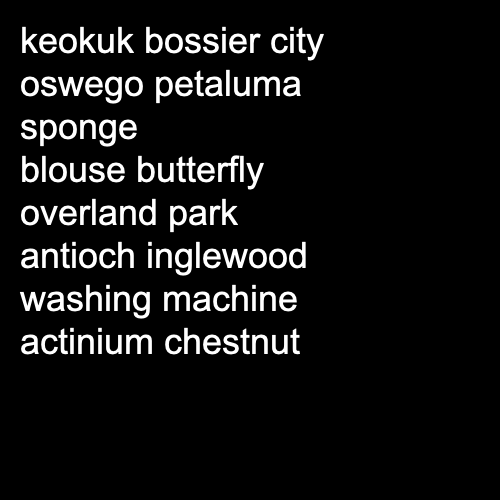 keokuk bossier city
oswego petaluma
sponge
blouse butterfly
overland park
antioch inglewood
washing machine
actinium chestnut